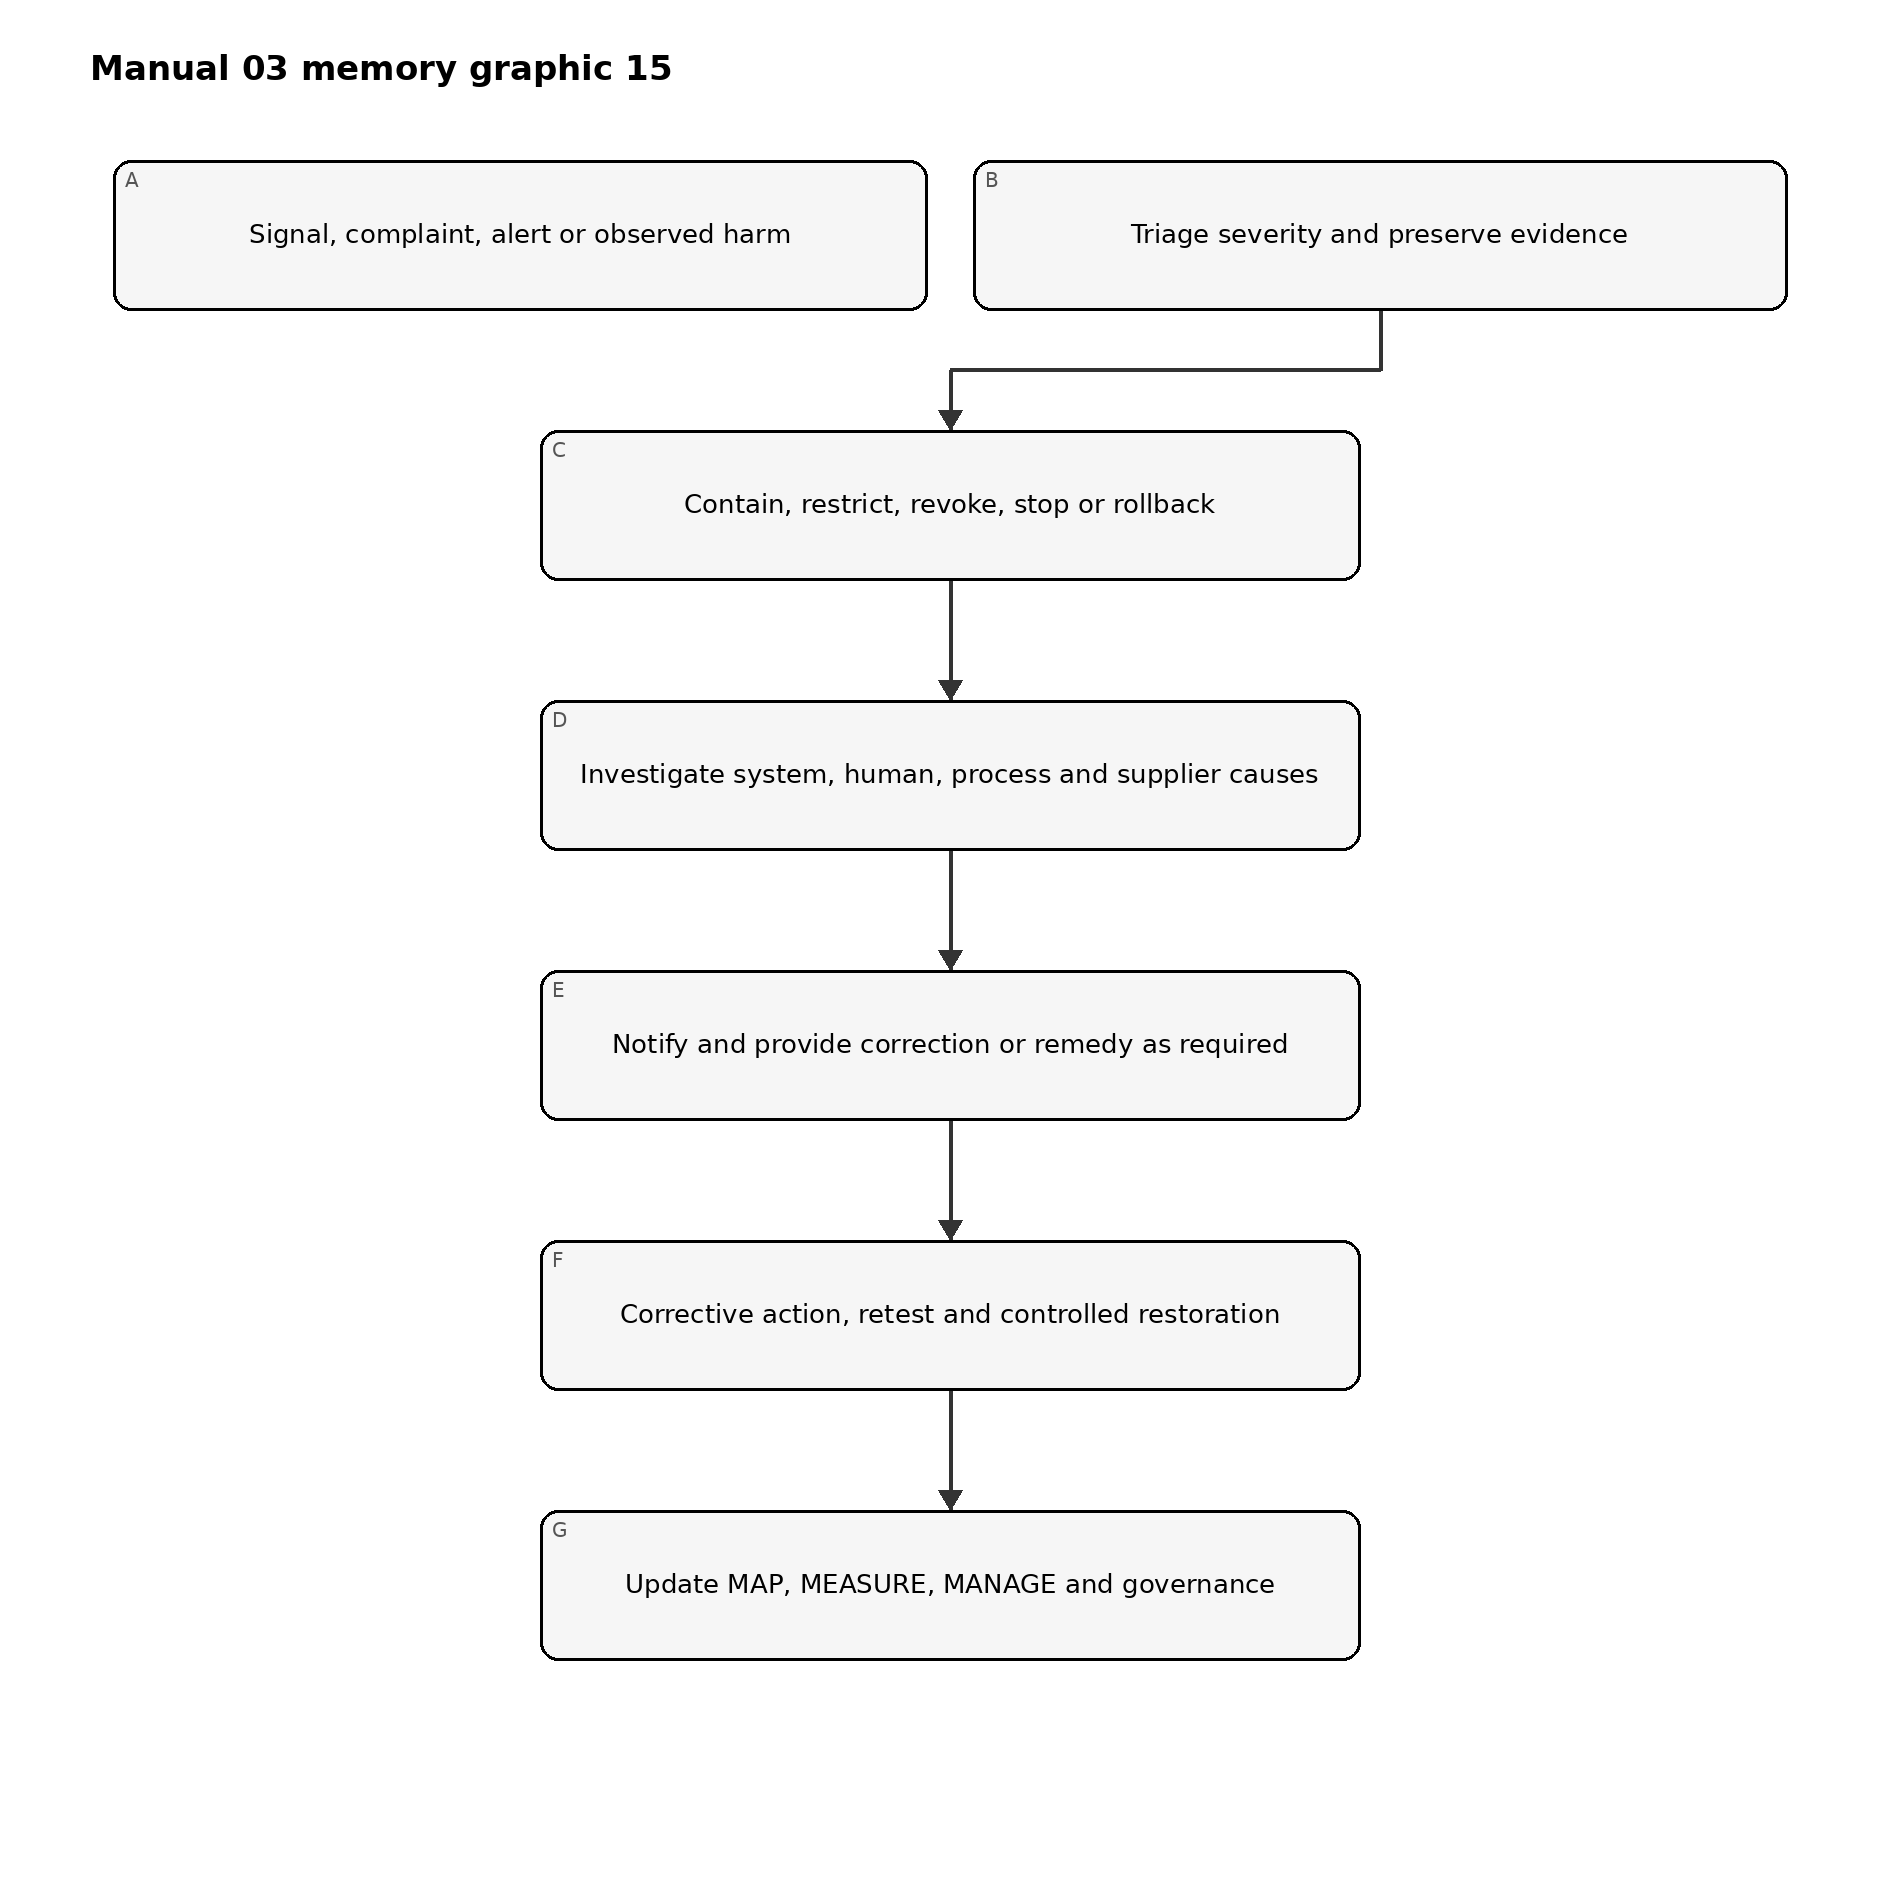 Manual 03 memory graphic 15
A
Signal, complaint, alert or observed harm
B
Triage severity and preserve evidence
C
Contain, restrict, revoke, stop or rollback
D
Investigate system, human, process and supplier causes
E
Notify and provide correction or remedy as required
F
Corrective action, retest and controlled restoration
G
Update MAP, MEASURE, MANAGE and governance